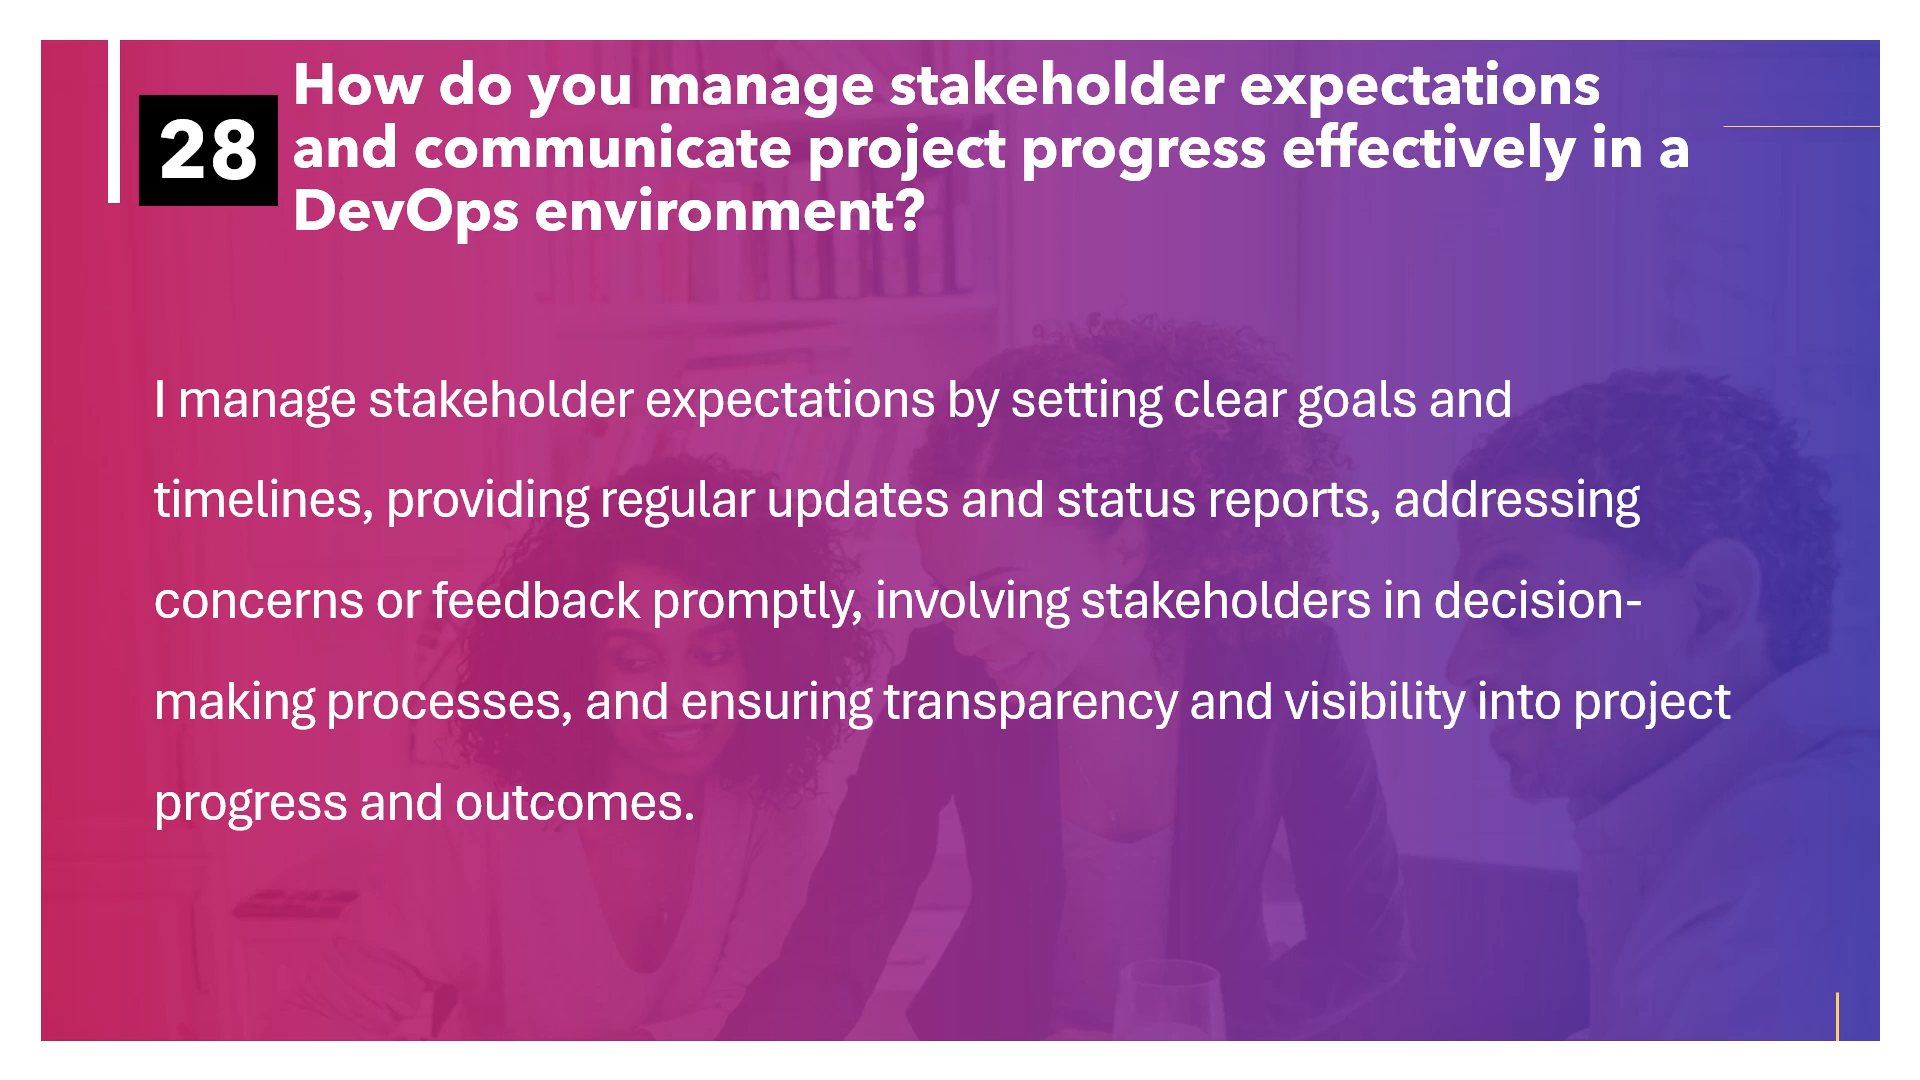 28
How do you manage stakeholder expectations
and communicate project progress effectively in a
DevOps environment?
I manage stakeholder expectations by setting clear goals and
timelines, providing regular updates and status reports, addressing
concerns or feedback promptly, involving stakeholders in decision-
making processes, and ensuring transparency and visibility into project
progress and outcomes.